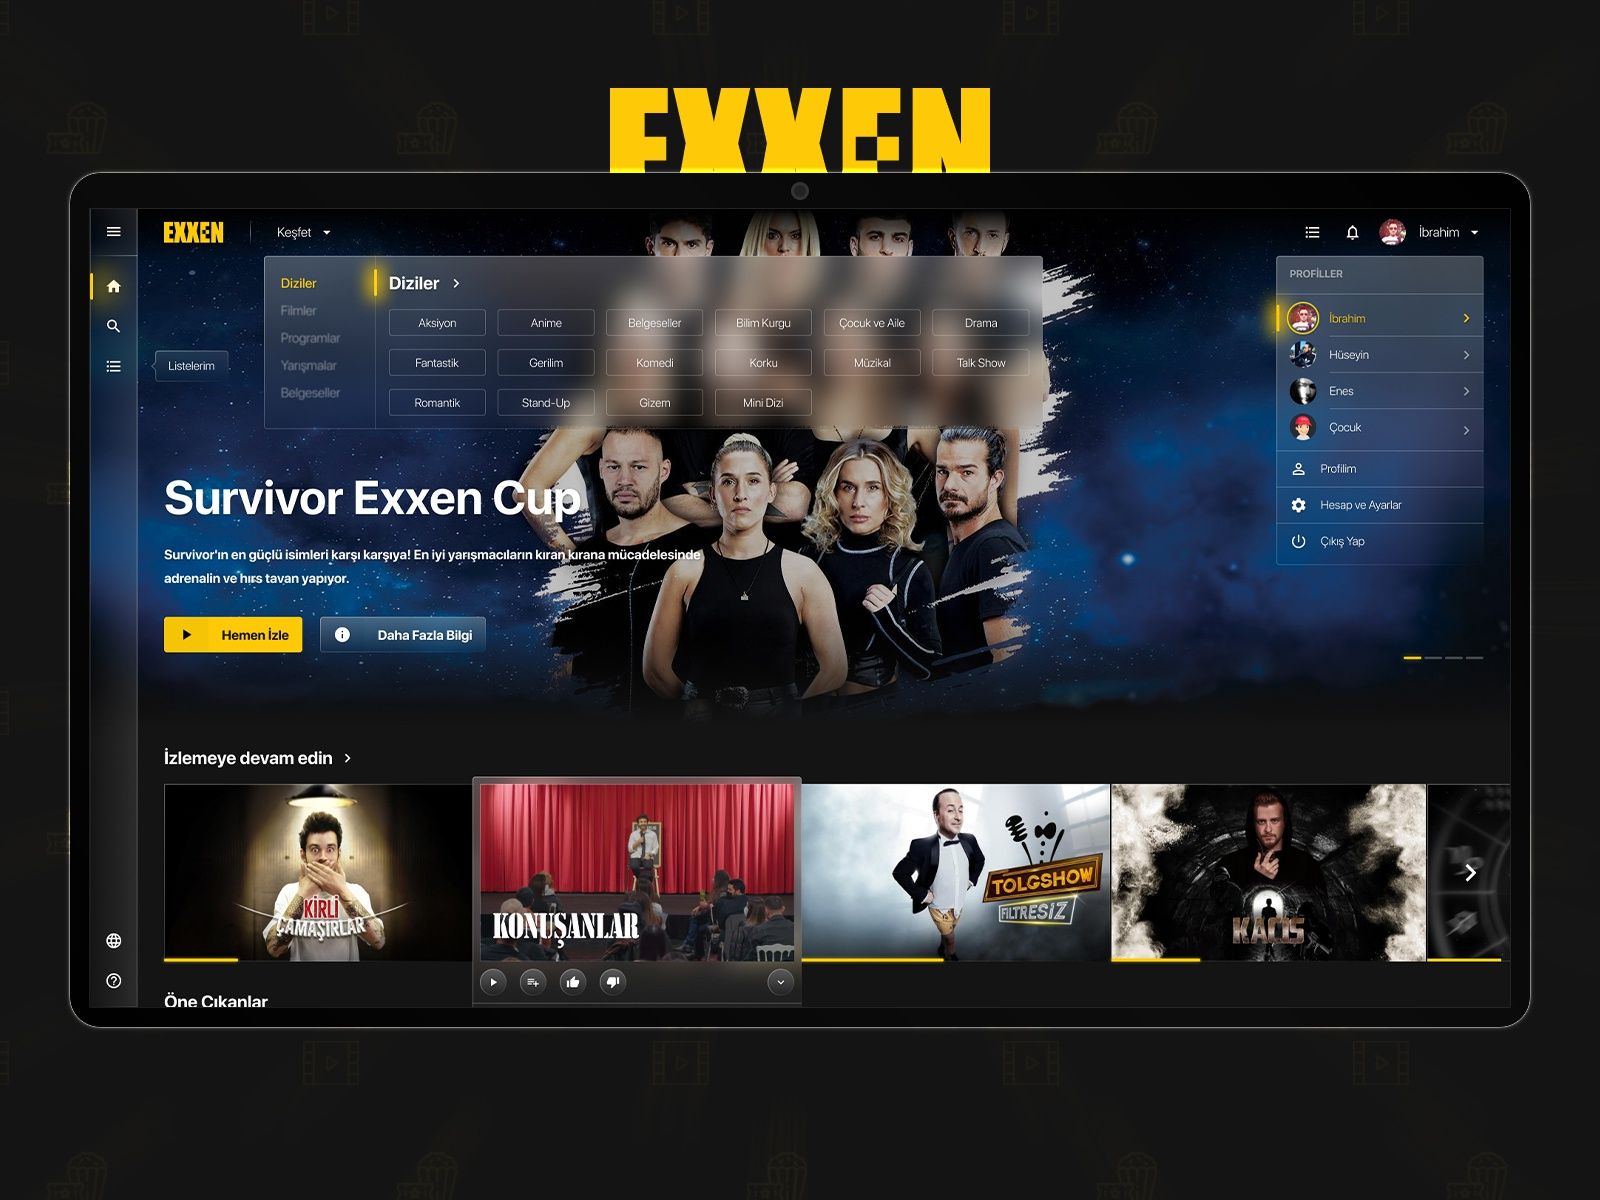 EXXEN
EXXEN
Keşfet
İbrahim
Diziler
Filmler
Programlar
Yarışmalar
Belgeseller
Diziler
Aksiyon
Anime
Belgeseller
Bilim Kurgu
Çocuk ve Aile
Drama
Fantastik
Gerilim
Komedi
Korku
Müzikal
Talk Show
Romantik
Stand-Up
Gizem
Mini Dizi
PROFİLLER
İbrahim
Hüseyin
Enes
Çocuk
Profilim
Hesap ve Ayarlar
Çıkış Yap
Listelerim
Survivor Exxen Cup
Survivor'ın en güçlü isimleri karşı karşıya! En iyi yarışmacıların kıran kırana mücadelesinde
adrenalin ve hırs tavan yapıyor.
Hemen İzle
Daha Fazla Bilgi
İzlemeye devam edin
KİRLİ
ÇAMAŞIRLAR
KONUŞANLAR
TOLGSHOW
FİLTRESİZ
KAÇIŞ
Öne Çıkanlar